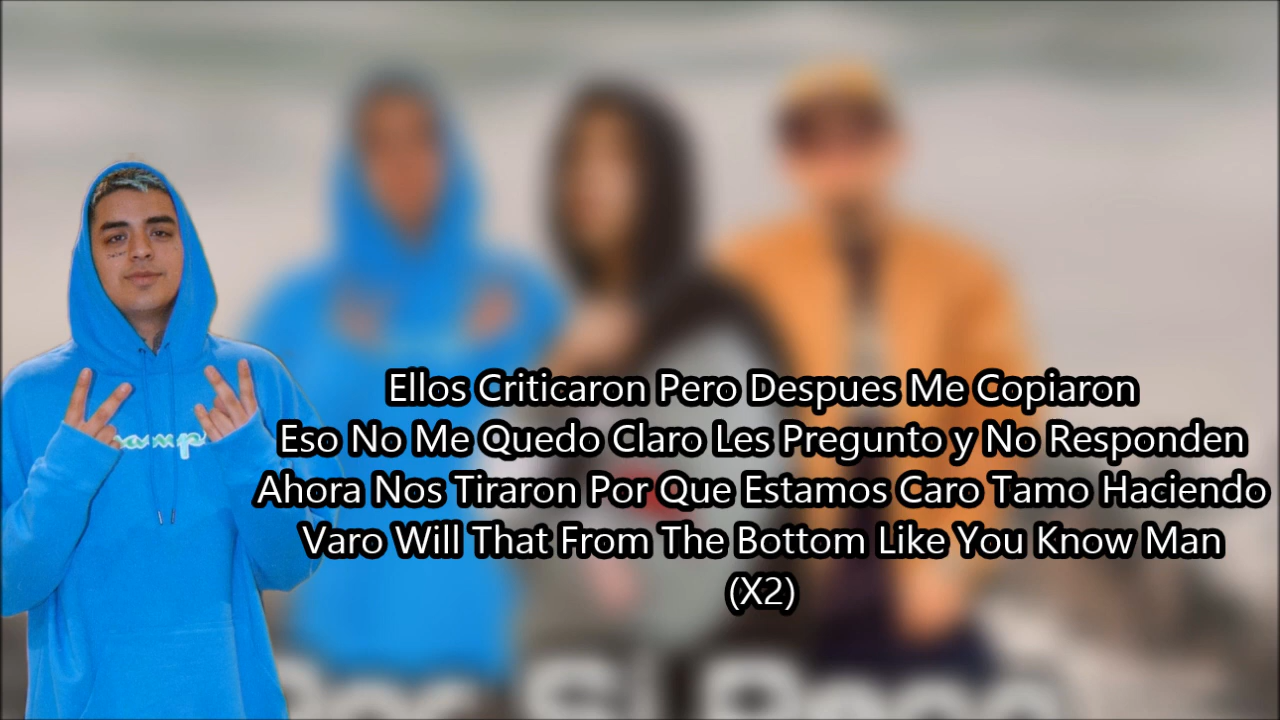 Ellos Criticaron Pero Despues Me Copiaron
Eso No Me Quedo Claro Les Pregunto y No Responden
Ahora Nos Tiraron Por Que Estamos Caro Tamo Haciendo
Varo Will That From The Bottom Like You Know Man
(X2)